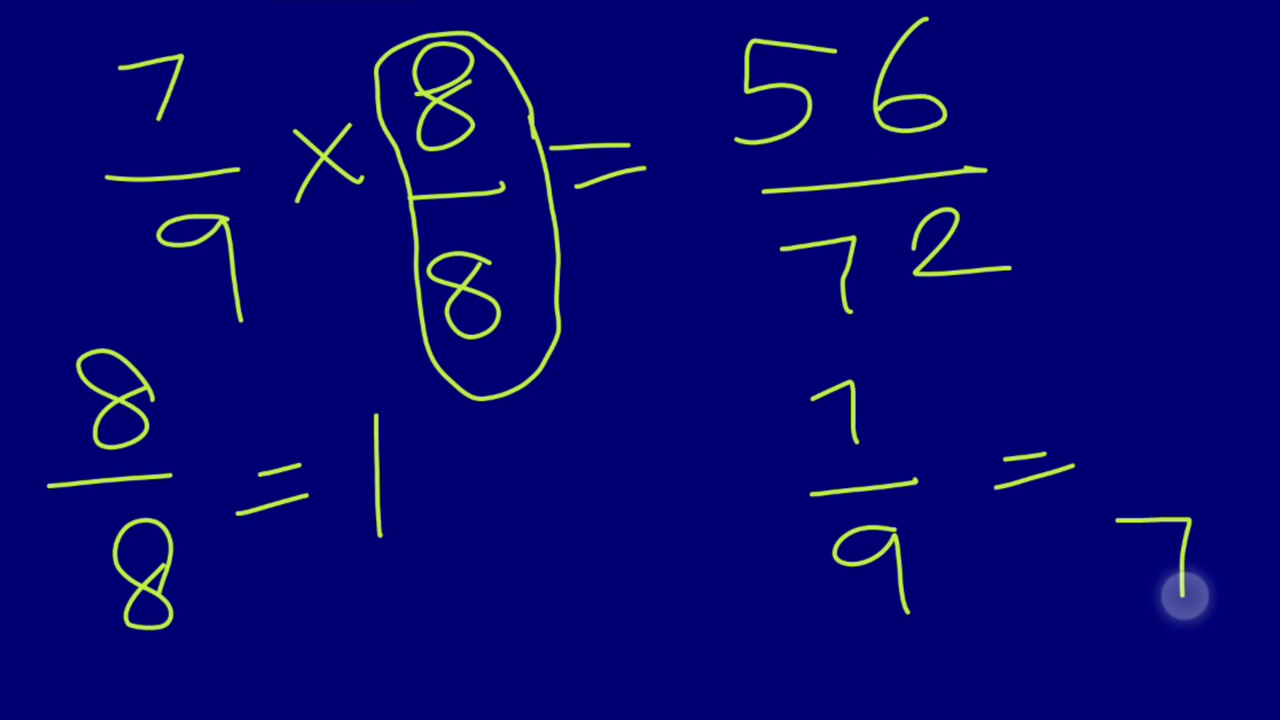 7/9 × 8/8 = 56/72
8/8 = 1
7/9 = 7